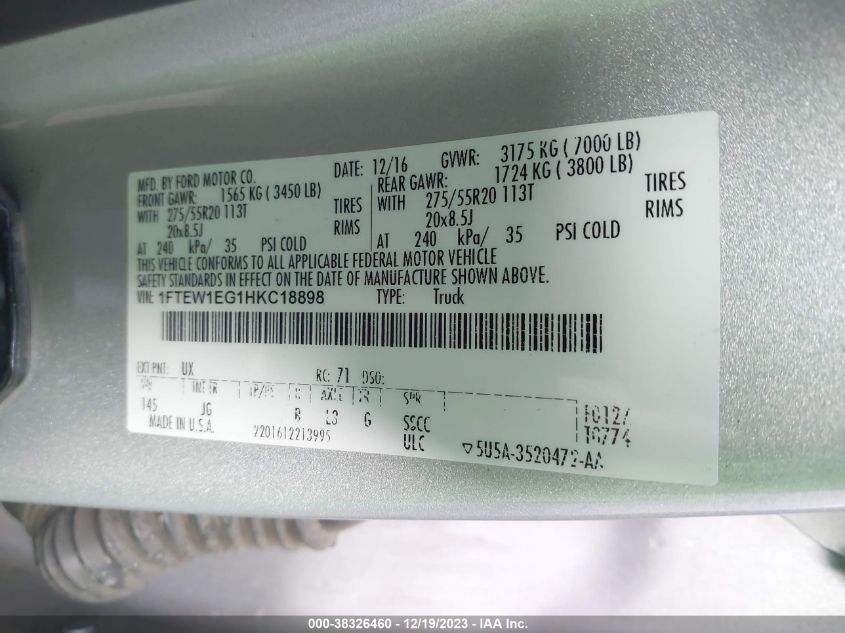 MFD. BY FORD MOTOR CO. DATE: 12/16 GVWR: 3175 KG ( 7000 LB)
FRONT GAWR: 1565 KG ( 3450 LB) REAR GAWR: 1724 KG ( 3800 LB)
WITH 275/55R20 113T TIRES WITH 275/55R20 113T TIRES
20x8.5J RIMS 20x8.5J RIMS
AT 240 kPa/ 35 PSI COLD AT 240 kPa/ 35 PSI COLD
THIS VEHICLE CONFORMS TO ALL APPLICABLE FEDERAL MOTOR VEHICLE
SAFETY STANDARDS IN EFFECT ON THE DATE OF MANUFACTURE SHOWN ABOVE.
VIN: 1FTEW1EG1HKC18898 TYPE: Truck
EXT PNT: UX RC: 71 DSO:
INT TR TP/PS R AXLE TR SPR
145 JG B L3 G SSCC
MADE IN U.S.A. 2201612213995 ULC ▽5U5A-3520472-AA
T0774
000-38326460 - 12/19/2023 - IAA Inc.